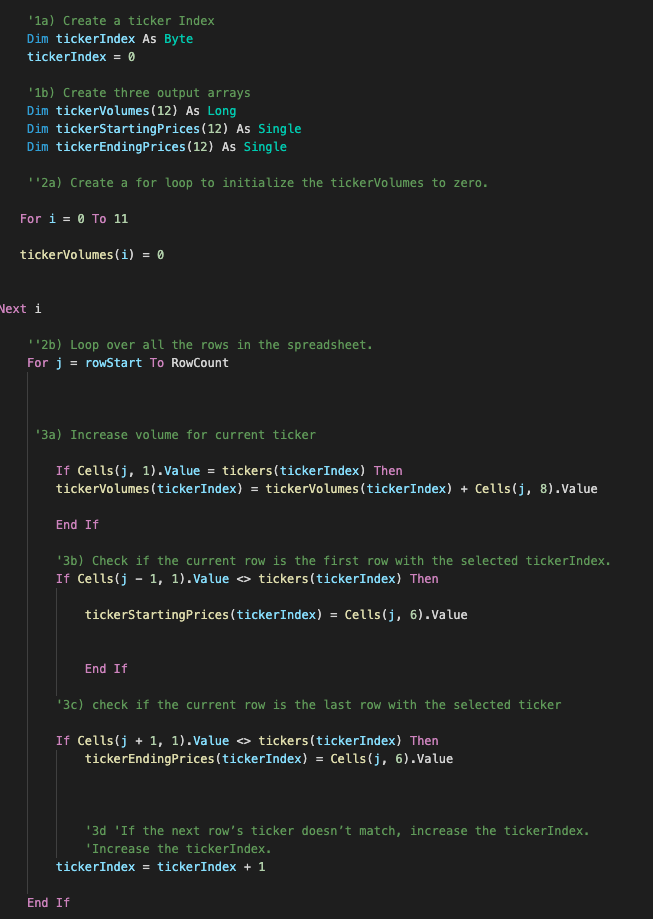 '1a) Create a ticker Index
Dim tickerIndex As Byte
tickerIndex = 0
'1b) Create three output arrays
Dim tickerVolumes(12) As Long
Dim tickerStartingPrices(12) As Single
Dim tickerEndingPrices(12) As Single
''2a) Create a for loop to initialize the tickerVolumes to zero.
For i = 0 To 11
tickerVolumes(i) = 0
Next i
''2b) Loop over all the rows in the spreadsheet.
For j = rowStart To RowCount
'3a) Increase volume for current ticker
If Cells(j, 1).Value = tickers(tickerIndex) Then
tickerVolumes(tickerIndex) = tickerVolumes(tickerIndex) + Cells(j, 8).Value
End If
'3b) Check if the current row is the first row with the selected tickerIndex.
If Cells(j - 1, 1).Value <> tickers(tickerIndex) Then
tickerStartingPrices(tickerIndex) = Cells(j, 6).Value
End If
'3c) check if the current row is the last row with the selected ticker
If Cells(j + 1, 1).Value <> tickers(tickerIndex) Then
tickerEndingPrices(tickerIndex) = Cells(j, 6).Value
'3d 'If the next row’s ticker doesn’t match, increase the tickerIndex.
'Increase the tickerIndex.
tickerIndex = tickerIndex + 1
End If